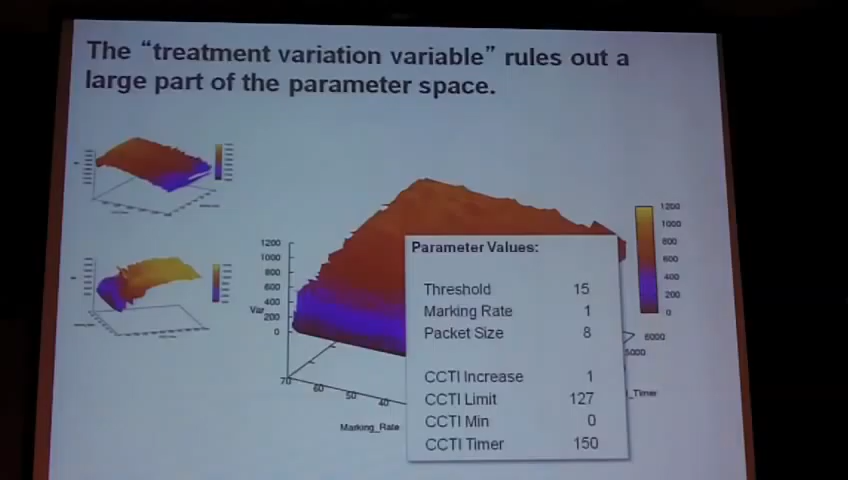 The “treatment variation variable” rules out a
large part of the parameter space.
1200
1000
800
600
400
200
0
Var
70
60
50
40
Marking_Rate
Parameter Values:
Threshold 15
Marking Rate 1
Packet Size 8
CCTI Increase 1
CCTI Limit 127
CCTI Min 0
CCTI Timer 150
1200
1000
800
600
400
200
0
6000
5000
_Timer